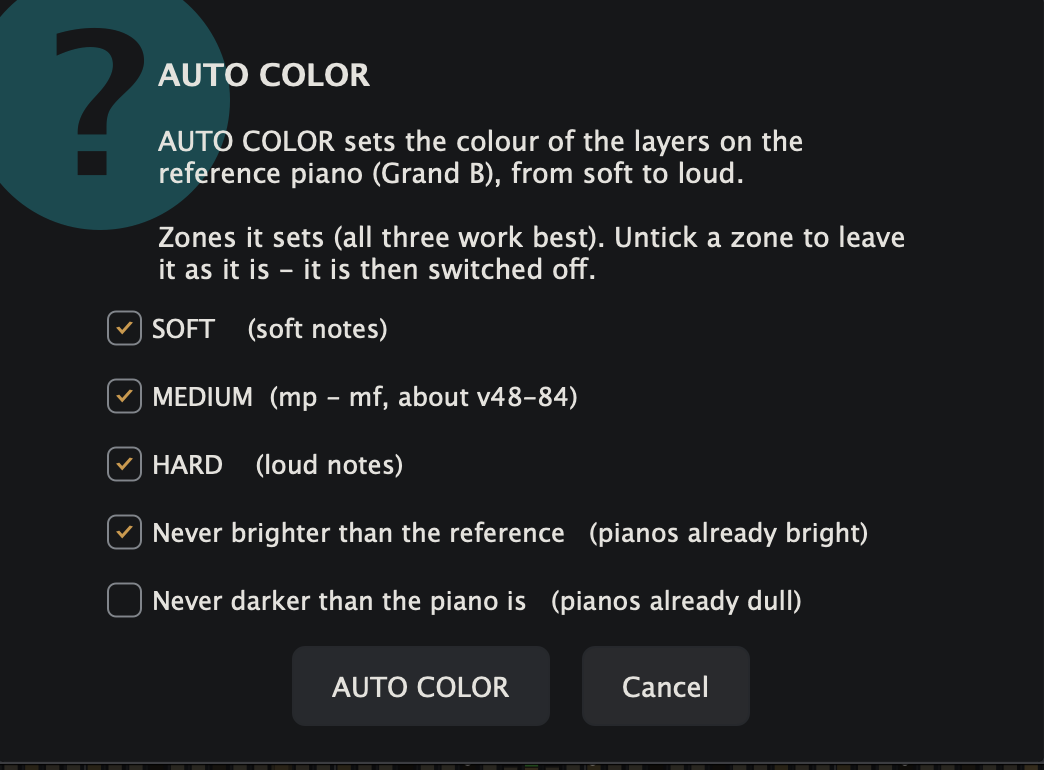 ?
AUTO COLOR
AUTO COLOR sets the colour of the layers on the
reference piano (Grand B), from soft to loud.
Zones it sets (all three work best). Untick a zone to leave
it as it is – it is then switched off.
SOFT (soft notes)
MEDIUM (mp – mf, about v48–84)
HARD (loud notes)
Never brighter than the reference (pianos already bright)
Never darker than the piano is (pianos already dull)
AUTO COLOR Cancel